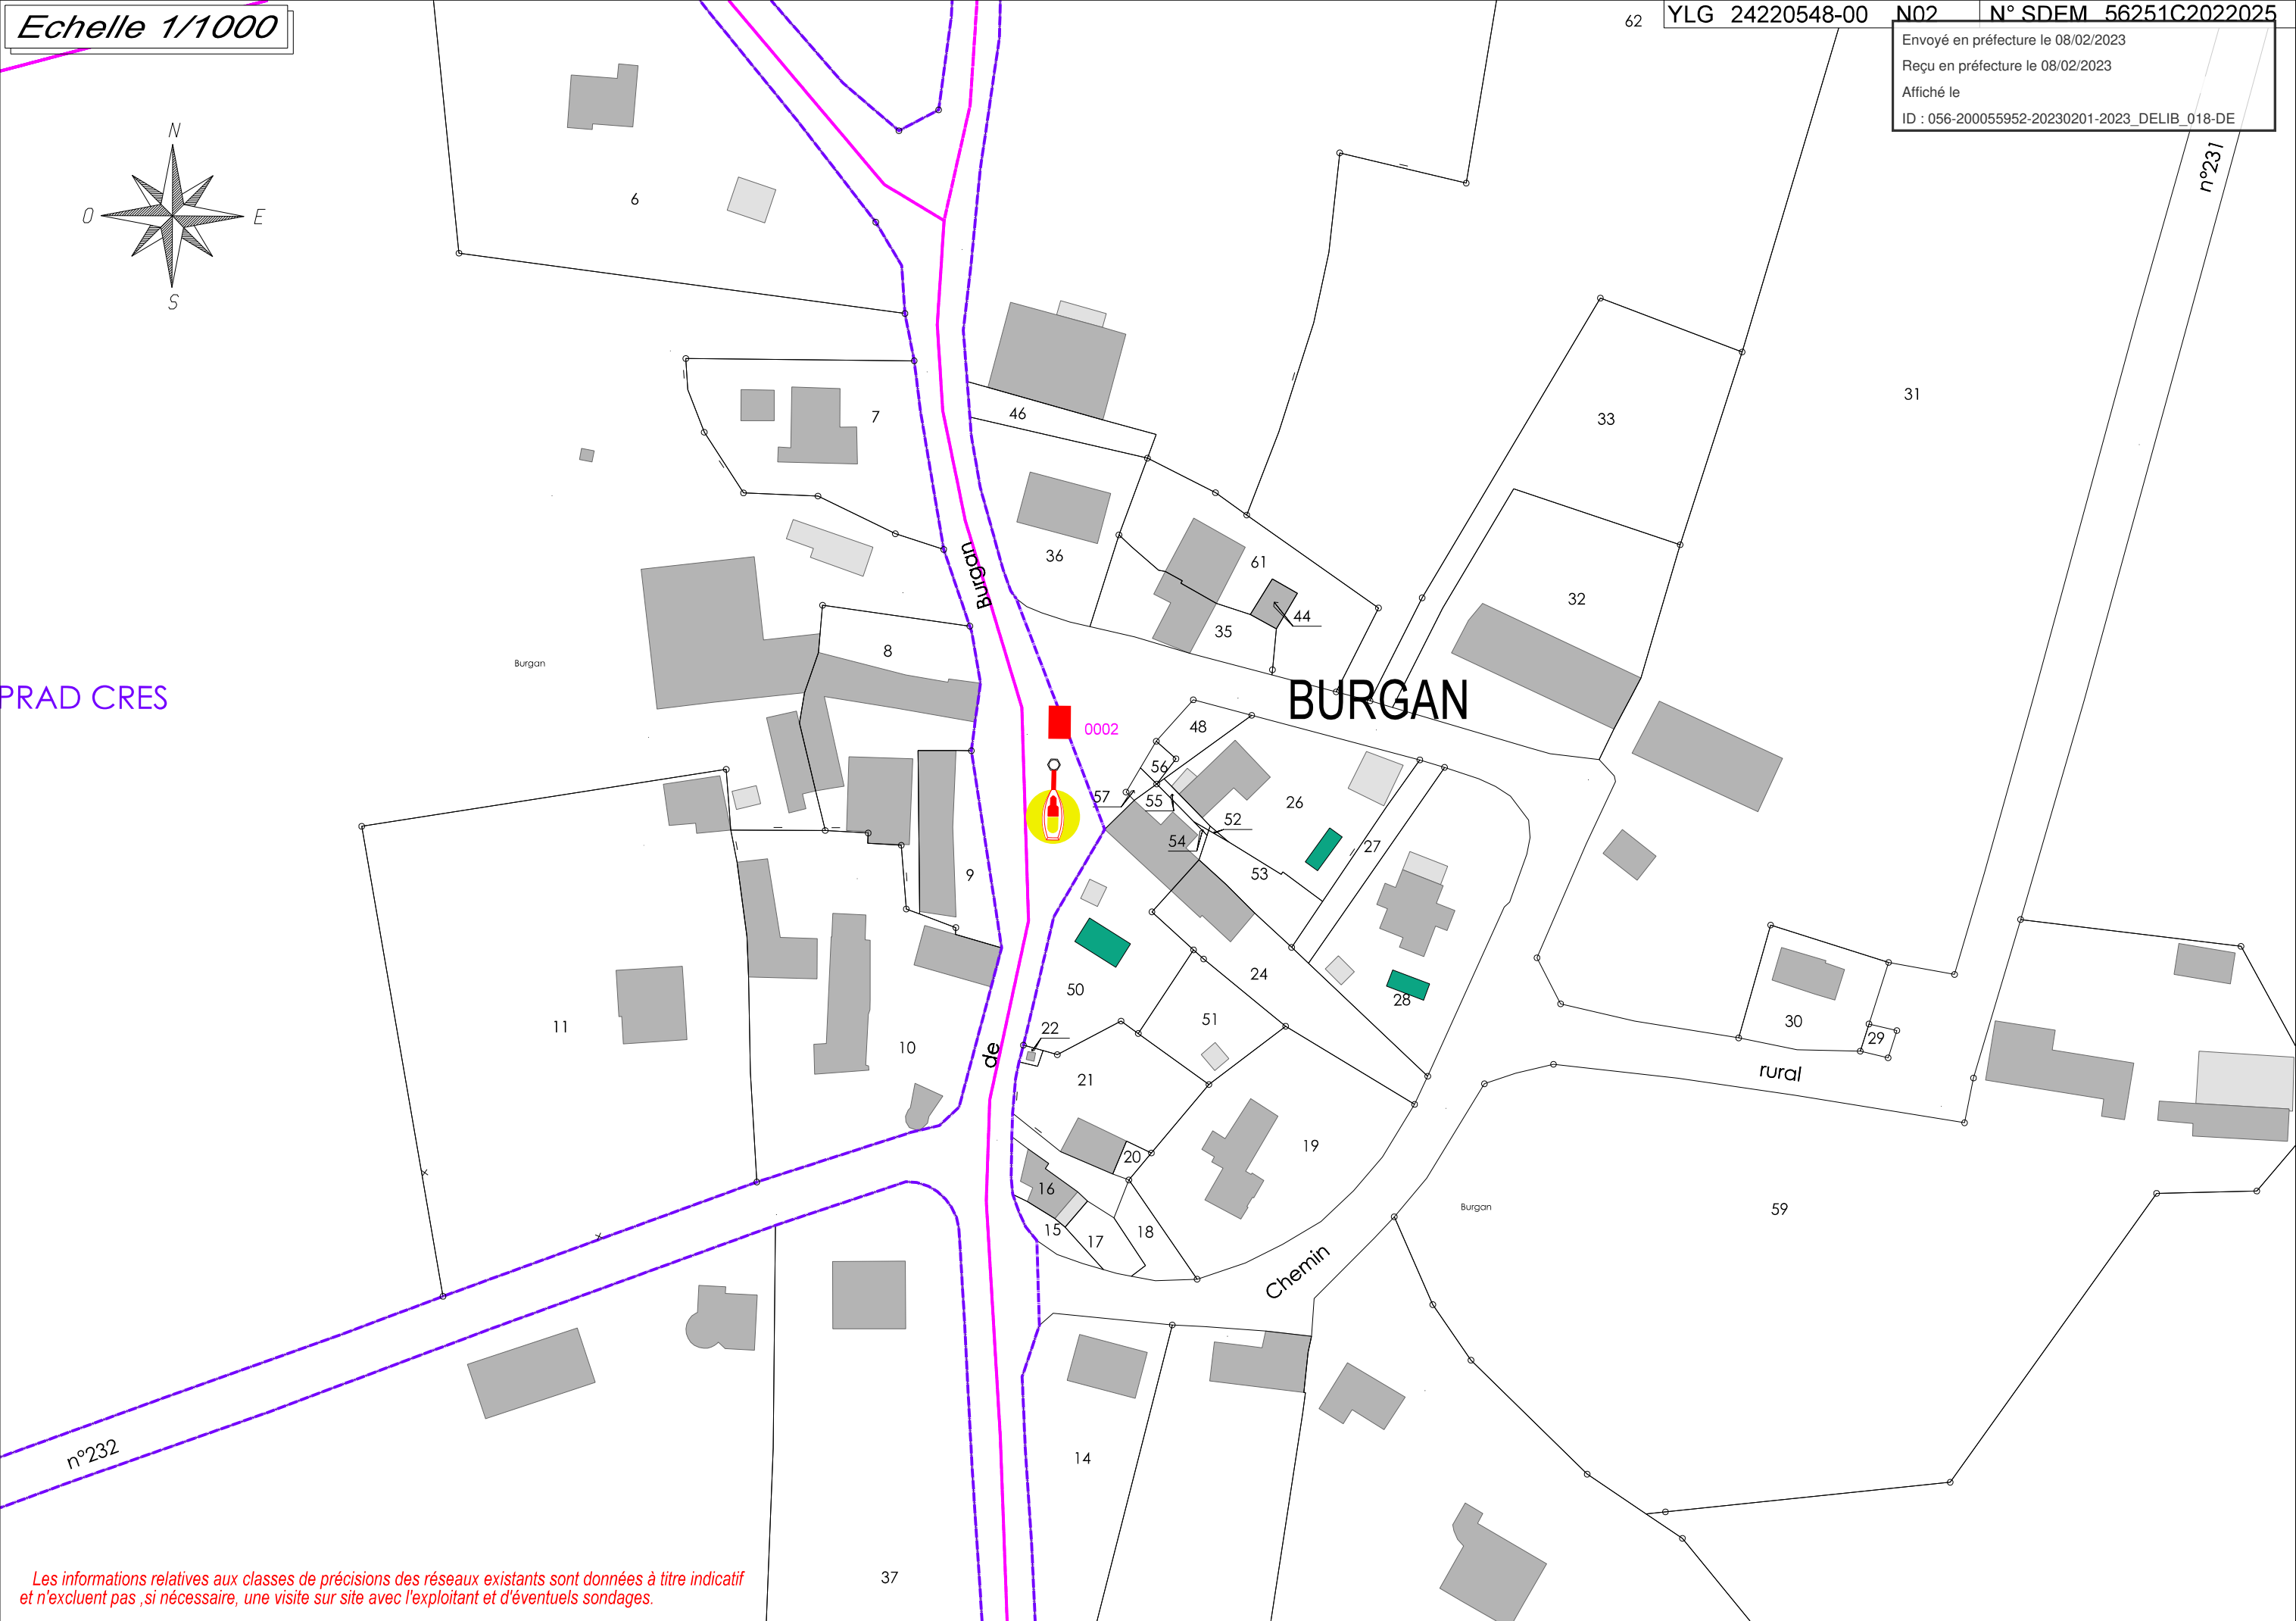 Echelle 1/1000
YLG 24220548-00 N02 N° SDEM 56251C2022025
Envoyé en préfecture le 08/02/2023
Reçu en préfecture le 08/02/2023
Affiché le
ID : 056-200055952-20230201-2023_DELIB_018-DE
62
n°231
N
O
E
S
6
31
7
46
33
36
61
32
44
35
Burgan
8
Burgan
PRAD CRES
BURGAN
0002
48
56
57
55
26
52
54
27
53
9
24
28
50
51
30
29
22
11
10
de
21
rural
19
20
16
18
15
17
Burgan
59
Chemin
14
n°232
37
Les informations relatives aux classes de précisions des réseaux existants sont données à titre indicatif
et n'excluent pas ,si nécessaire, une visite sur site avec l'exploitant et d'éventuels sondages.